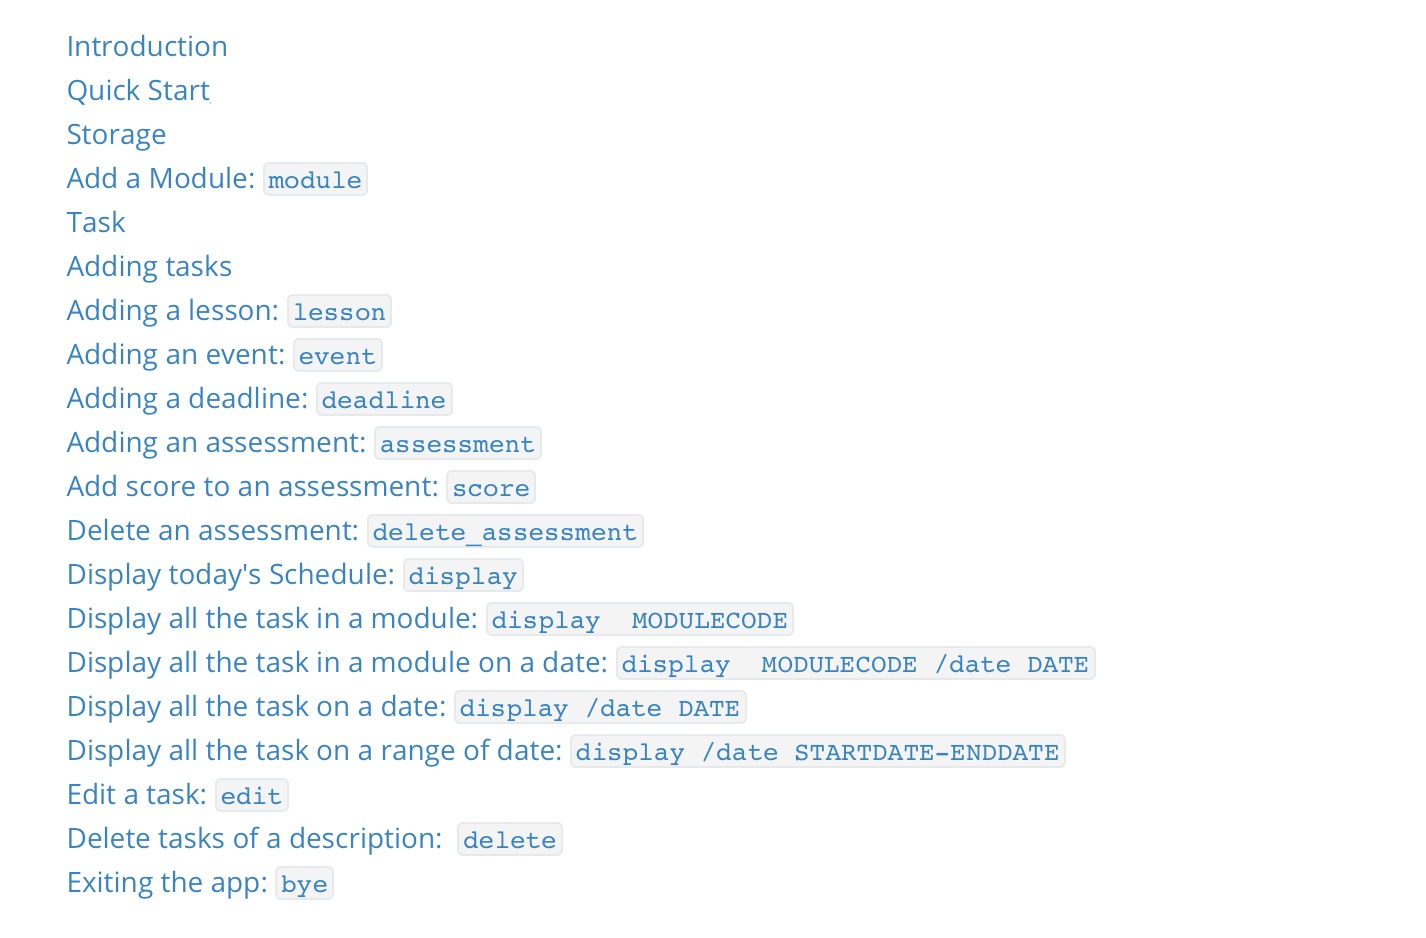 Introduction
Quick Start
Storage
Add a Module: module
Task
Adding tasks
Adding a lesson: lesson
Adding an event: event
Adding a deadline: deadline
Adding an assessment: assessment
Add score to an assessment: score
Delete an assessment: delete_assessment
Display today's Schedule: display
Display all the task in a module: display  MODULECODE
Display all the task in a module on a date: display  MODULECODE /date DATE
Display all the task on a date: display /date DATE
Display all the task on a range of date: display /date STARTDATE-ENDDATE
Edit a task: edit
Delete tasks of a description:  delete
Exiting the app: bye